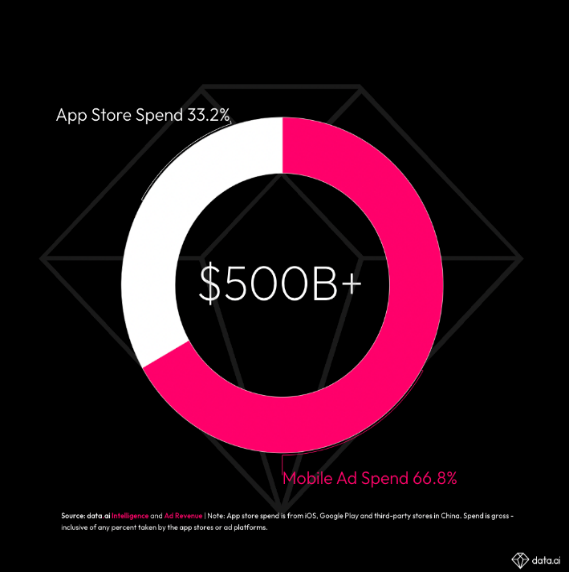 App Store Spend 33.2%
$500B+
Mobile Ad Spend 66.8%
Source: data ai Intelligence and Ad Revenue | Note: App store spend is from iOS, Google Play and third-party stores in China. Spend is gross -
inclusive of any percent taken by the app stores or ad platforms.
data.ai